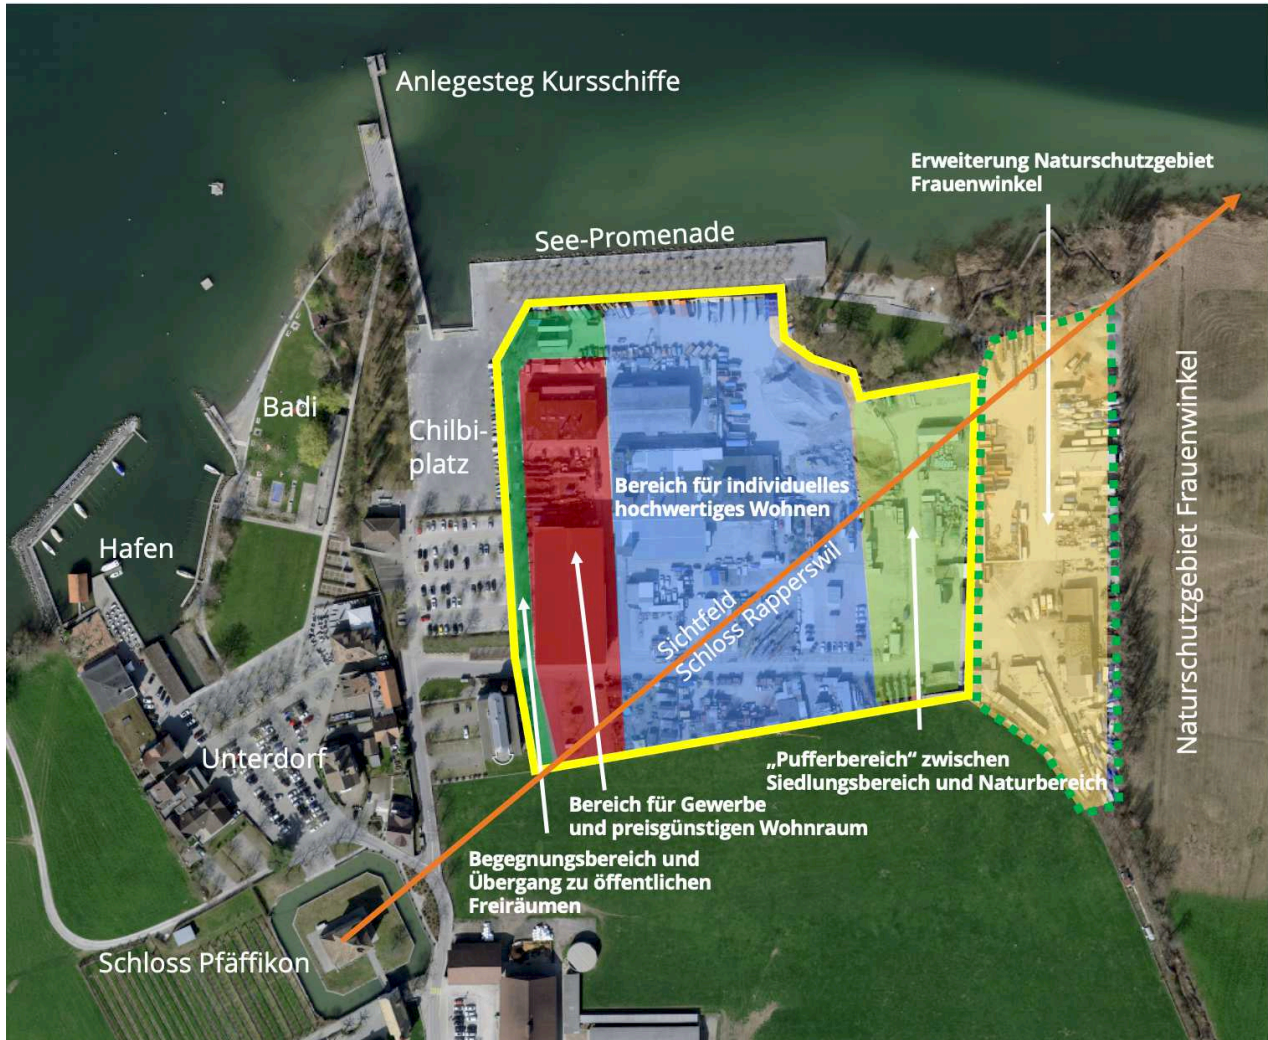 Anlegesteg Kursschiffe
Erweiterung Naturschutzgebiet
Frauenwinkel
See-Promenade
Badi
Chilbi-
platz
Hafen
Bereich für individuelles
hochwertiges Wohnen
Sichtfeld
Schloss Rapperswil
Naturschutzgebiet Frauenwinkel
Unterdorf
„Pufferbereich“ zwischen
Siedlungsbereich und Naturbereich
Bereich für Gewerbe
und preisgünstigen Wohnraum
Begegnungsbereich und
Übergang zu öffentlichen
Freiräumen
Schloss Pfäffikon